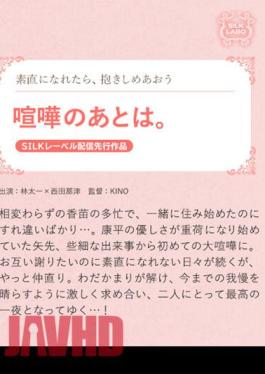 SILK LABO
素直になれたら、抱きしめあおう
喧嘩のあとは。
SILKレーベル配信先行作品
出演：林太一×西田那津　監督：KINO
相変わらずの香苗の多忙で、一緒に住み始めたのに
すれ違いばかり…。康平の優しさが重荷になり始め
ていた矢先、些細な出来事から初めての大喧嘩に。
お互い謝りたいのに素直になれない日々が続くが、
やっと仲直り。わだかまりが解け、今までの我慢を
晴らすように激しく求め合い、二人にとって最高の
一夜となってゆく…！
JAVHD